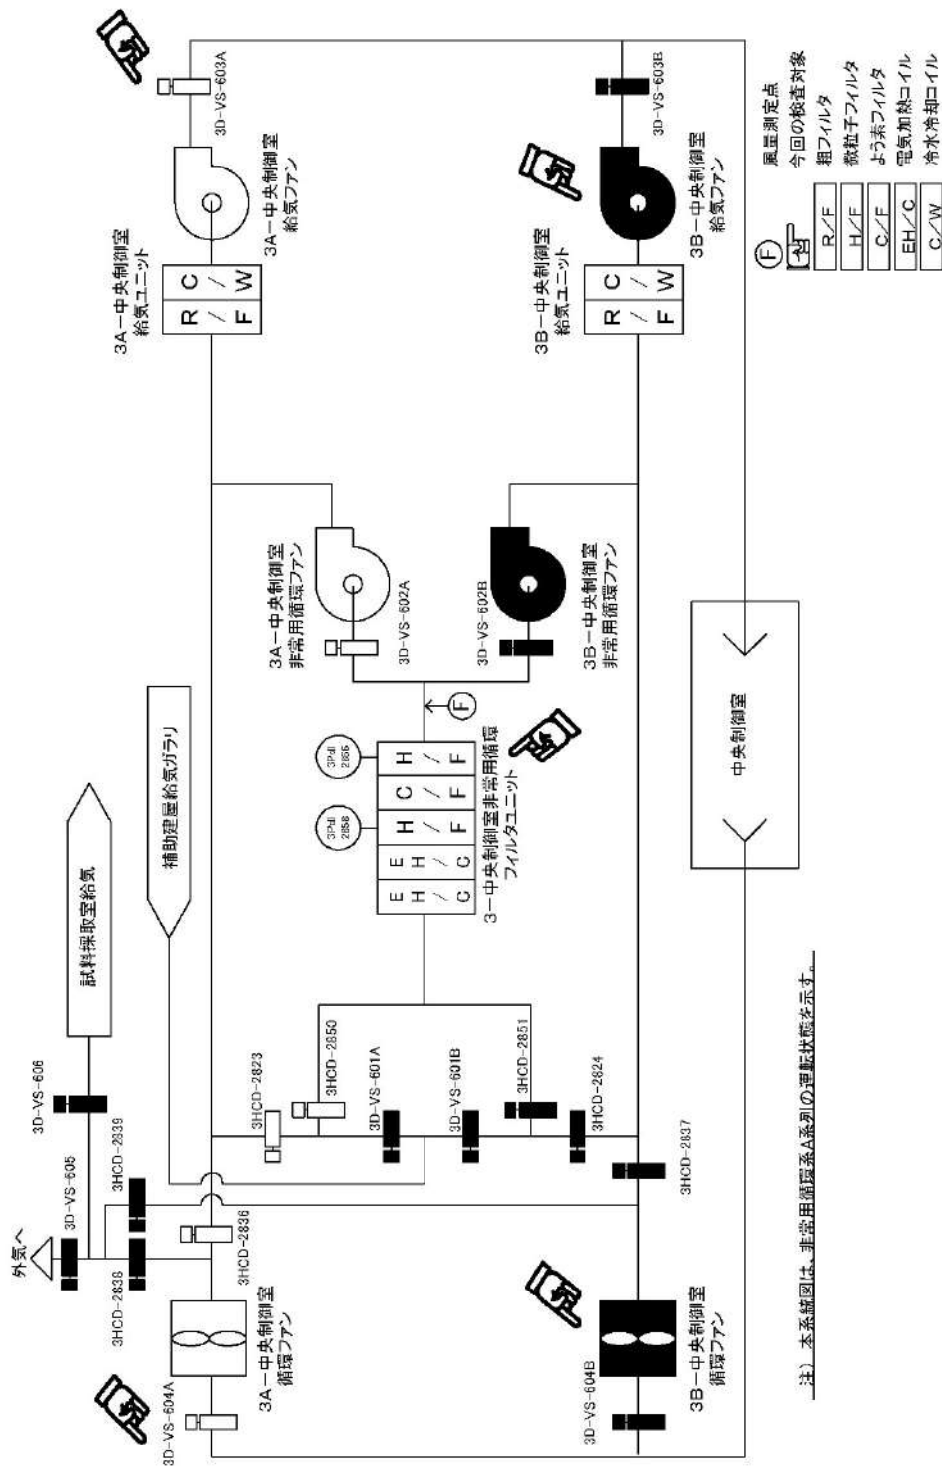 外気へ
3D-VS-605
3D-VS-606
試料採取室給気
補助建屋給気ガラリ
3HCD-2838
3HCD-2839
3D-VS-604A
3A－中央制御室
循環ファン
3HCD-2836
3HCD-2823
3HCD-2850
3D-VS-601A
3D-VS-601B
3HCD-2851
3HCD-2824
3HCD-2837
3D-VS-604B
3B－中央制御室
循環ファン
EH/C
EH/C
H/F
C/F
H/F
3PdI
2858
3PdI
2856
3－中央制御室非常用循環
フィルタユニット
F
3A－中央制御室
非常用循環ファン
3D-VS-602A
3D-VS-602B
3B－中央制御室
非常用循環ファン
3A－中央制御室
給気ユニット
R/F
C/W
3A－中央制御室
給気ファン
3D-VS-603A
3B－中央制御室
給気ユニット
R/F
C/W
3B－中央制御室
給気ファン
3D-VS-603B
中央制御室
F 風量測定点
今回の検査対象
R/F 粗フィルタ
H/F 微粒子フィルタ
C/F よう素フィルタ
EH/C 電気加熱コイル
C/W 冷水冷却コイル
注）本系統図は、非常用循環系A系列の運転状態を示す。